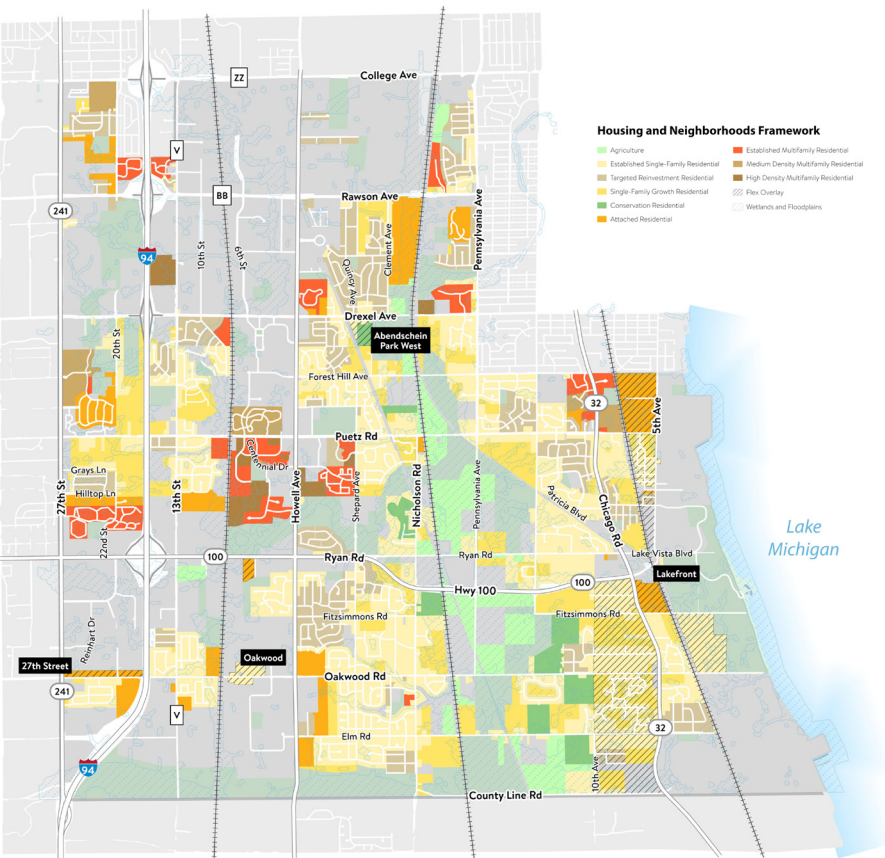 College Ave
ZZ
Housing and Neighborhoods Framework
Agriculture
Established Single-Family Residential
Targeted Reinvestment Residential
Single-Family Growth Residential
Conservation Residential
Attached Residential
Established Multifamily Residential
Medium Density Multifamily Residential
High Density Multifamily Residential
Flex Overlay
Wetlands and Floodplains
V
BB
Rawson Ave
241
94
10th St
6th St
Quincy Ave
Clement Ave
Pennsylvania Ave
Drexel Ave
Abendschein
Park West
20th St
Forest Hill Ave
32
5th Ave
Puetz Rd
Grays Ln
Hilltop Ln
27th St
22nd St
13th St
Centennial Dr
Howell Ave
Shepard Ave
Nicholson Rd
Pennsylvania Ave
Patricia Blvd
Chicago Rd
Lake
Michigan
100
Ryan Rd
Ryan Rd
Lake Vista Blvd
Lakefront
Hwy 100
100
Fitzsimmons Rd
Fitzsimmons Rd
Reinhart Dr
27th Street
Oakwood
Oakwood Rd
241
V
32
Elm Rd
94
10th Ave
County Line Rd